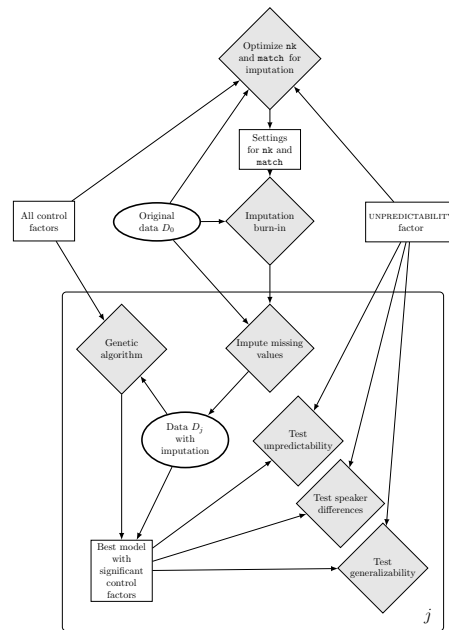 Optimize nk
and match for
imputation
Settings
for nk and
match
All control
factors
Original
data D₀
Imputation
burn-in
UNPREDICTABILITY
factor
Genetic
algorithm
Impute missing
values
Data Dⱼ
with
imputation
Test
unpredictability
Test speaker
differences
Best model
with
significant
control
factors
Test
generalizability
j